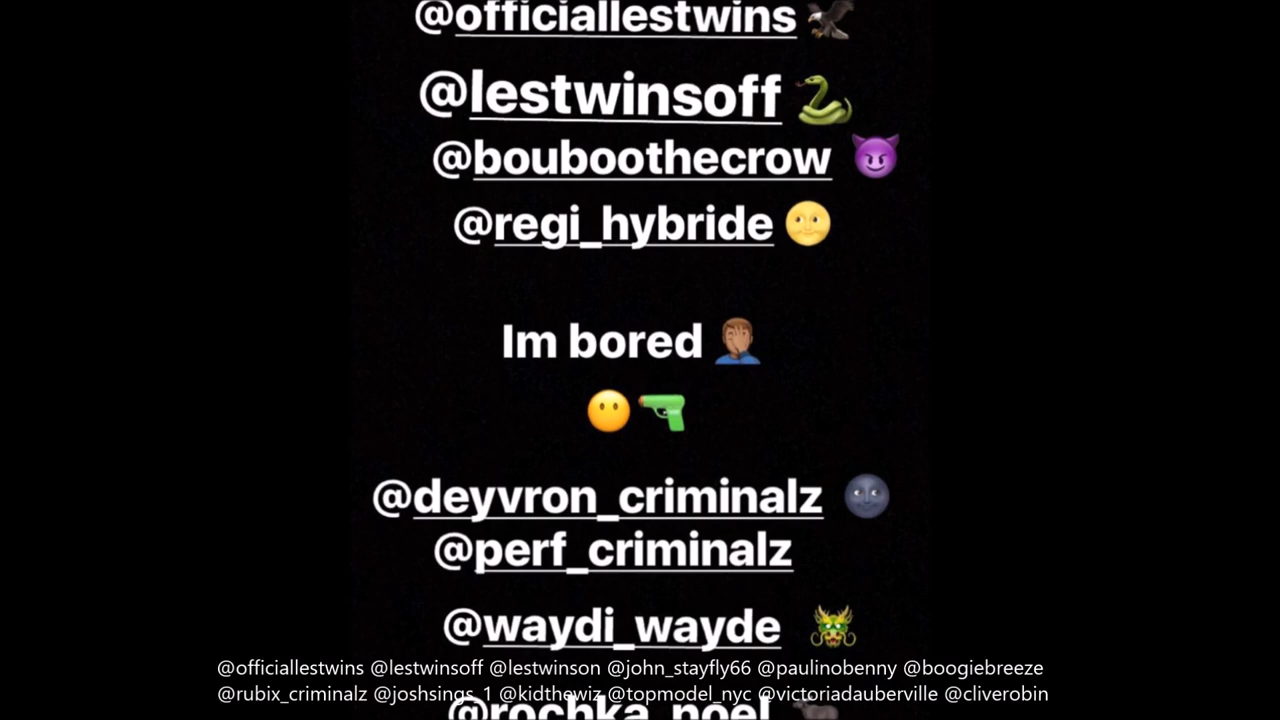 @officiallestwins 🦅
@lestwinsoff 🐍
@bouboothecrow 😈
@regi_hybride 🌝
Im bored 🤦🏽‍♂️
😶🔫
@deyvron_criminalz 🌚
@perf_criminalz
@waydi_wayde 🐲
@officiallestwins @lestwinsoff @lestwinson @john_stayfly66 @paulinobenny @boogiebreeze
@rubix_criminalz @joshsings_1 @kidthewiz @topmodel_nyc @victoriadauberville @cliverobin
@rochka_noel